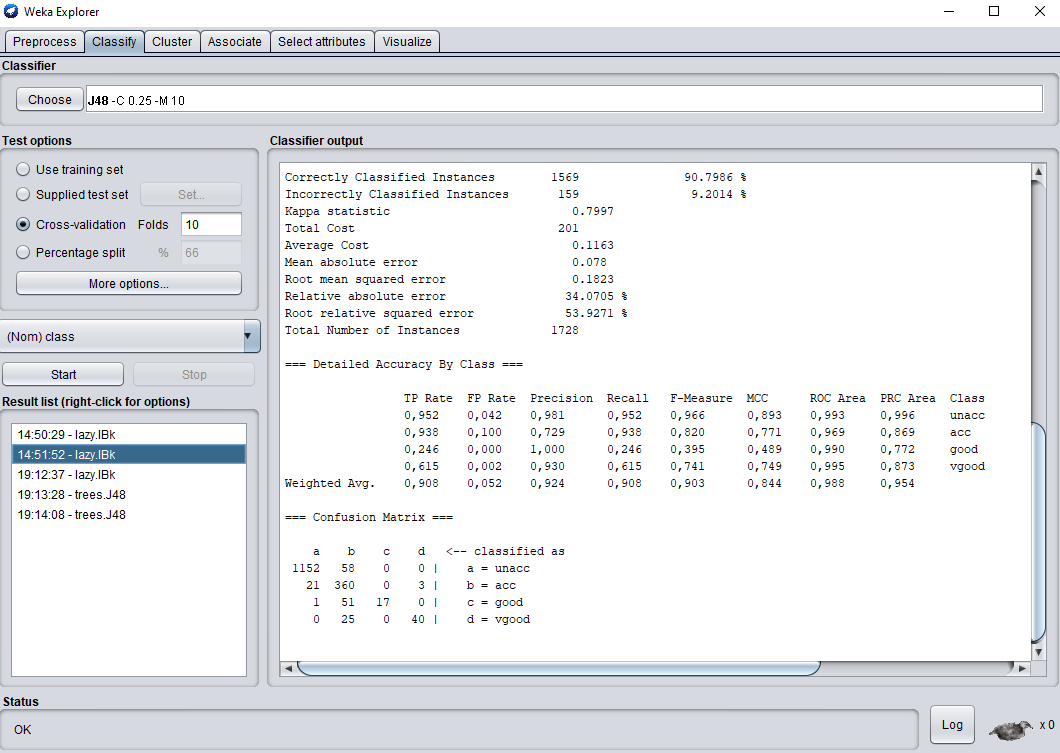 Weka Explorer
Preprocess Classify Cluster Associate Select attributes Visualize
Classifier
Choose J48 -C 0.25 -M 10
Test options
Use training set
Supplied test set Set...
Cross-validation Folds 10
Percentage split % 66
More options...
(Nom) class
Start Stop
Result list (right-click for options)
14:50:29 - lazy.IBk
14:51:52 - lazy.IBk
19:12:37 - lazy.IBk
19:13:28 - trees.J48
19:14:08 - trees.J48
Classifier output
Correctly Classified Instances 1569 90.7986 %
Incorrectly Classified Instances 159 9.2014 %
Kappa statistic 0.7997
Total Cost 201
Average Cost 0.1163
Mean absolute error 0.078
Root mean squared error 0.1823
Relative absolute error 34.0705 %
Root relative squared error 53.9271 %
Total Number of Instances 1728
=== Detailed Accuracy By Class ===
TP Rate FP Rate Precision Recall F-Measure MCC ROC Area PRC Area Class
0,952 0,042 0,981 0,952 0,966 0,893 0,993 0,996 unacc
0,938 0,100 0,729 0,938 0,820 0,771 0,969 0,869 acc
0,246 0,000 1,000 0,246 0,395 0,489 0,990 0,772 good
0,615 0,002 0,930 0,615 0,741 0,749 0,995 0,873 vgood
Weighted Avg. 0,908 0,052 0,924 0,908 0,903 0,844 0,988 0,954
=== Confusion Matrix ===
a b c d <-- classified as
1152 58 0 0 | a = unacc
21 360 0 3 | b = acc
1 51 17 0 | c = good
0 25 0 40 | d = vgood
Status
OK
Log
x 0